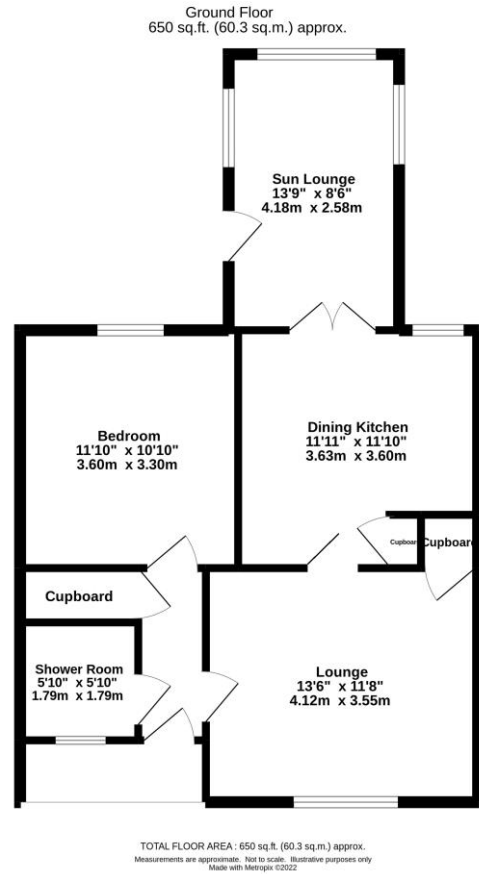 Ground Floor
650 sq.ft. (60.3 sq.m.) approx.
Sun Lounge
13'9" x 8'6"
4.18m x 2.58m
Bedroom
11'10" x 10'10"
3.60m x 3.30m
Dining Kitchen
11'11" x 11'10"
3.63m x 3.60m
Cupboard
Cupboard
Cupboard
Shower Room
5'10" x 5'10"
1.79m x 1.79m
Lounge
13'6" x 11'8"
4.12m x 3.55m
TOTAL FLOOR AREA : 650 sq.ft. (60.3 sq.m.) approx.
Measurements are approximate. Not to scale. Illustrative purposes only
Made with Metropix ©2022